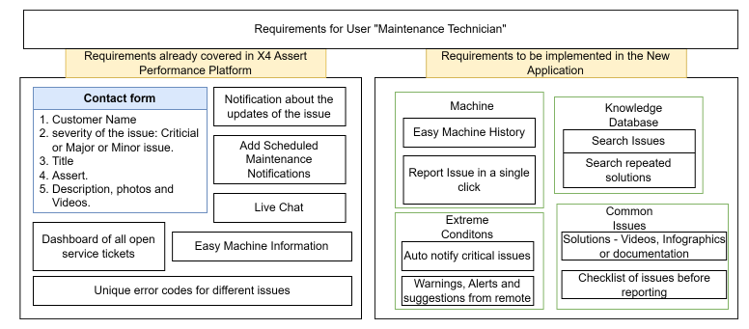 Requirements for User "Maintenance Technician"
Requirements already covered in X4 Assert
Performance Platform
Contact form
1. Customer Name
2. severity of the issue: Criticial
or Major or Minor issue.
3. Title
4. Assert.
5. Description, photos and
Videos.
Notification about the
updates of the issue
Add Scheduled
Maintenance
Notifications
Live Chat
Dashboard of all open
service tickets
Easy Machine Information
Unique error codes for different issues
Requirements to be implemented in the New
Application
Machine
Easy Machine History
Report Issue in a single
click
Knowledge
Database
Search Issues
Search repeated
solutions
Extreme
Conditons
Auto notify critical issues
Warnings, Alerts and
suggestions from remote
Common
Issues
Solutions - Videos, Infographics
or documentation
Checklist of issues before
reporting